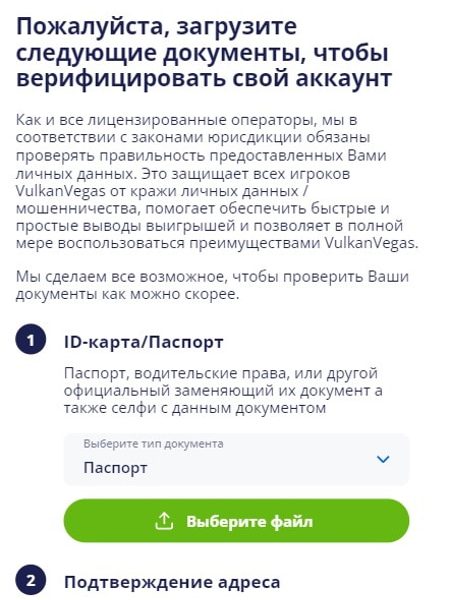 Пожалуйста, загрузите
следующие документы, чтобы
верифицировать свой аккаунт
Как и все лицензированные операторы, мы в
соответствии с законами юрисдикции обязаны
проверять правильность предоставленных Вами
личных данных. Это защищает всех игроков
VulkanVegas от кражи личных данных /
мошенничества, помогает обеспечить быстрые и
простые выводы выигрышей и позволяет в полной
мере воспользоваться преимуществами VulkanVegas.
Мы сделаем все возможное, чтобы проверить Ваши
документы как можно скорее.
1 ID-карта/Паспорт
Паспорт, водительские права, или другой
официальный заменяющий их документ а
также селфи с данным документом
Выберите тип документа
Паспорт
Выберите файл
2 Подтверждение адреса